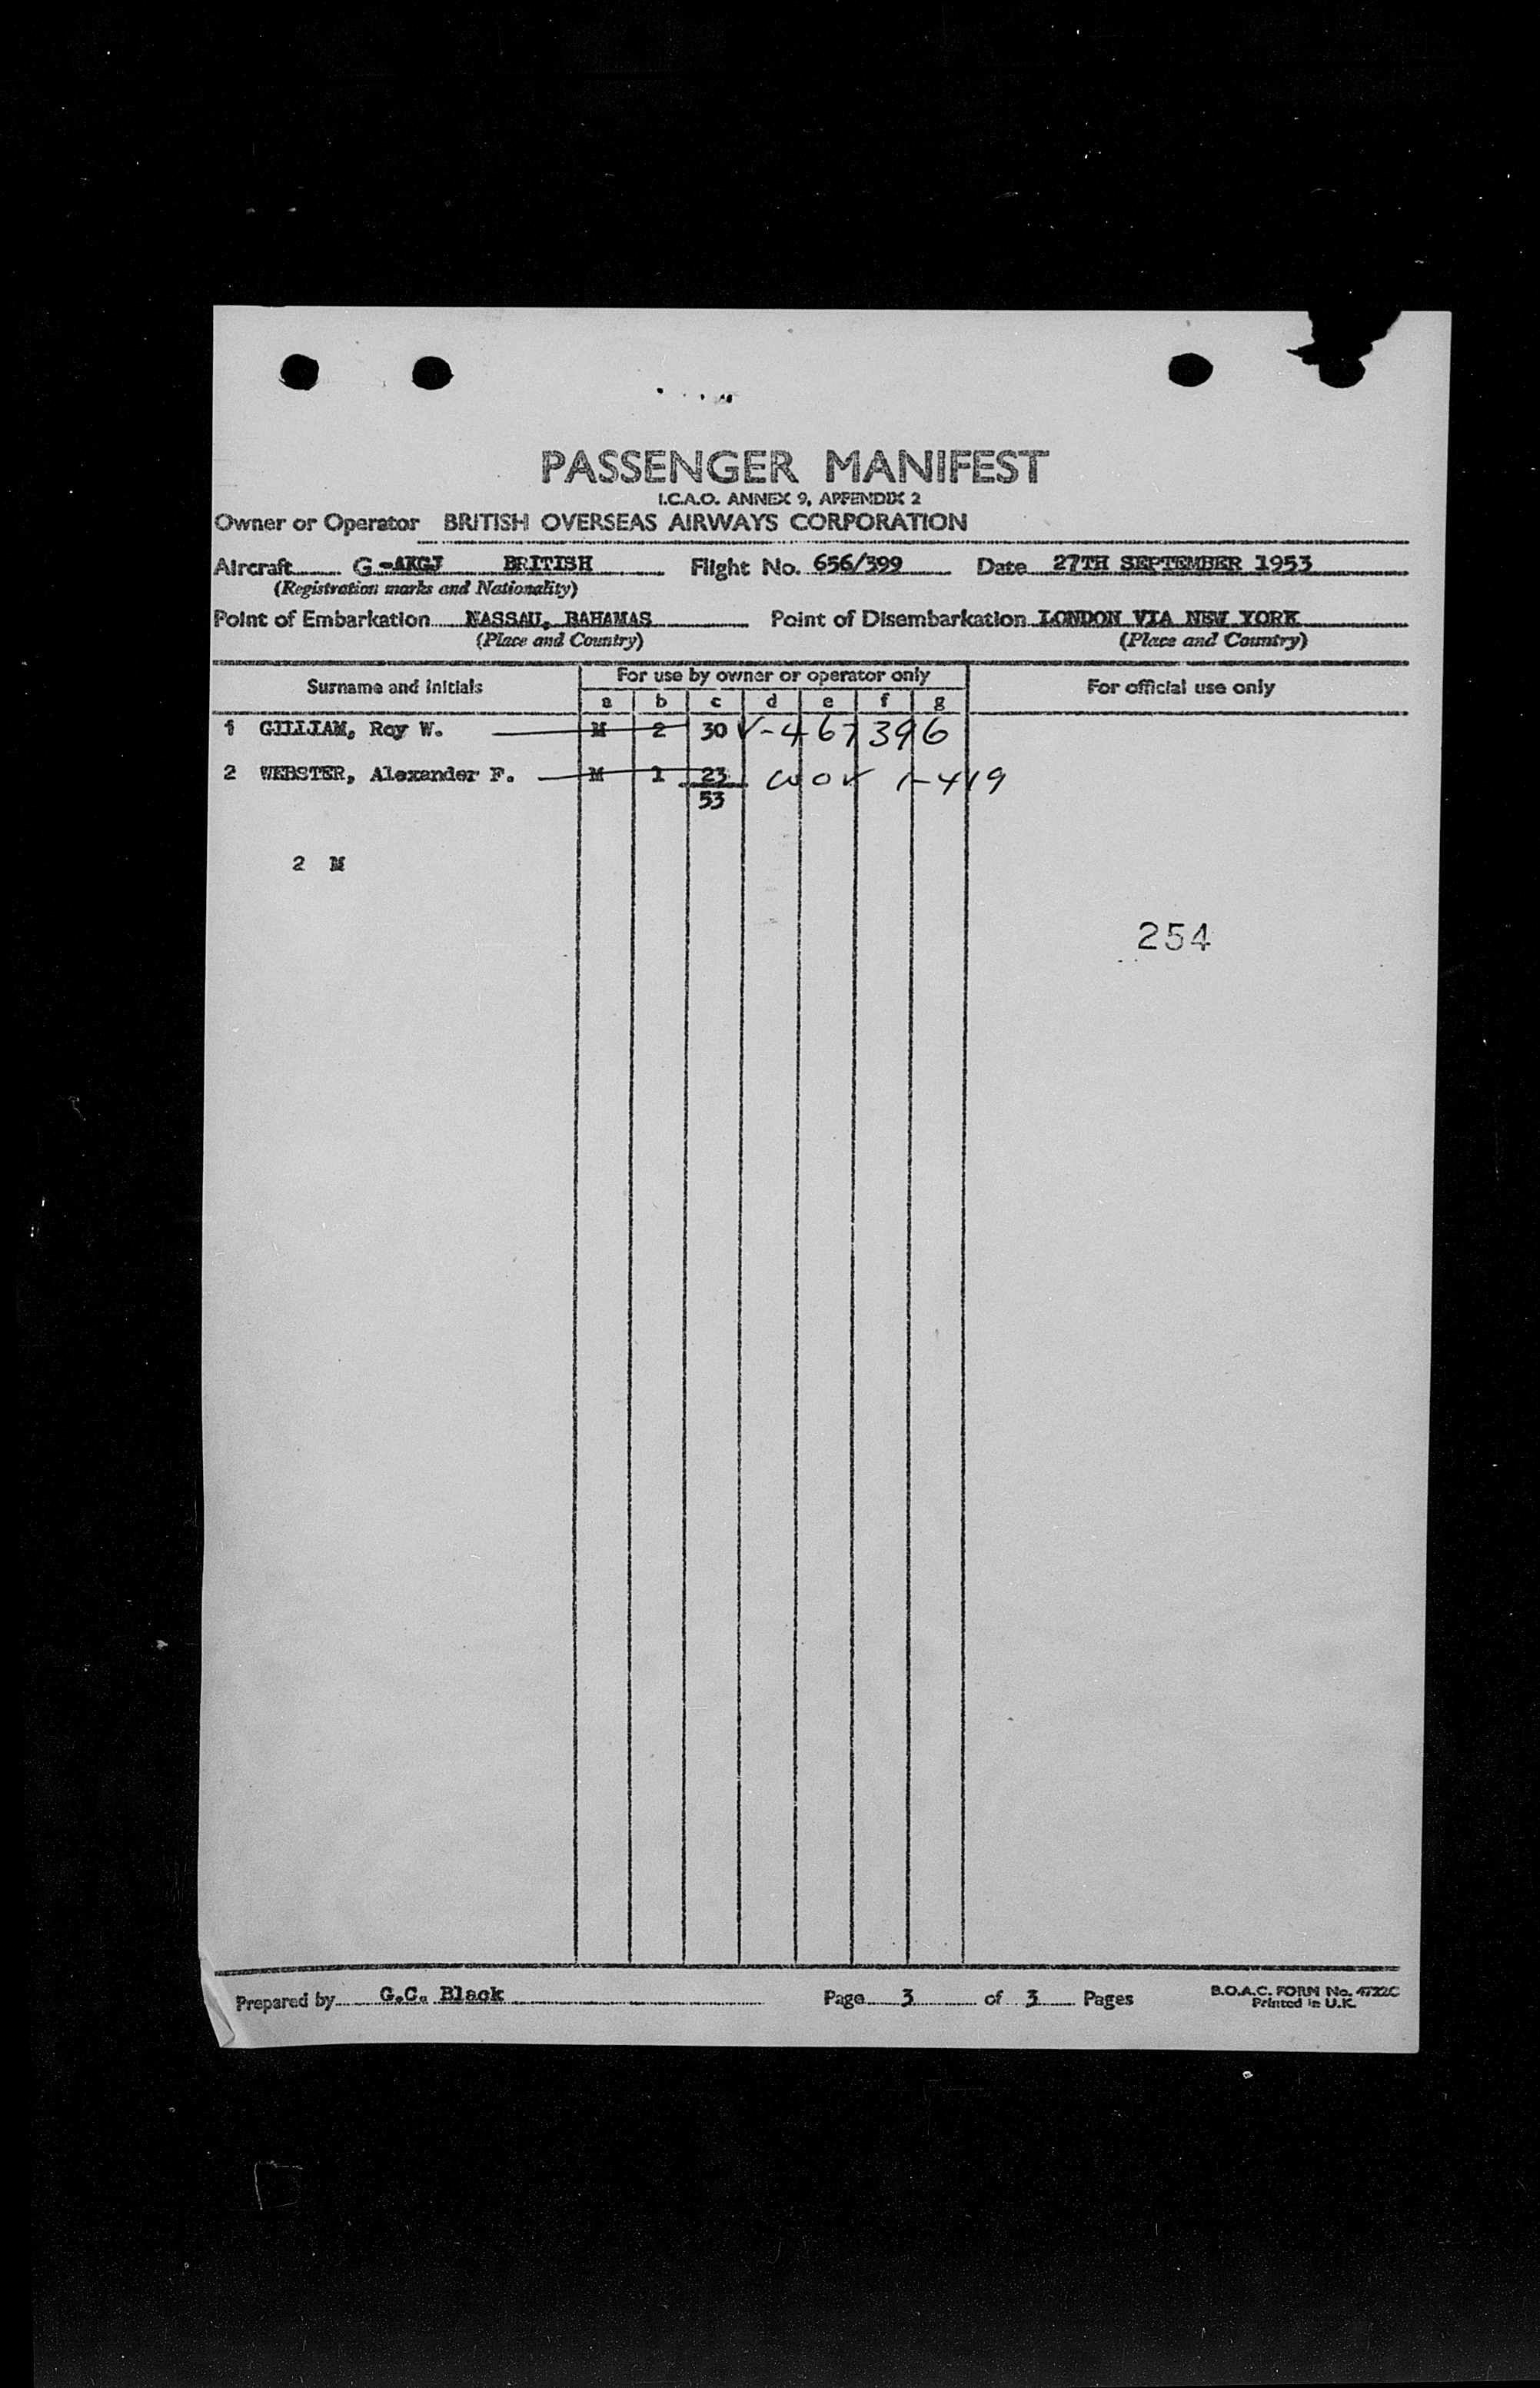 PASSENGER MANIFEST
I.C.A.O. ANNEX 9, APPENDIX 2
Owner or Operator BRITISH OVERSEAS AIRWAYS CORPORATION
Aircraft G-AKGJ BRITISH Flight No. 656/399 Date 27TH SEPTEMBER 1953
(Registration marks and Nationality)
Point of Embarkation NASSAU, BAHAMAS Point of Disembarkation LONDON VIA NEW YORK
(Place and Country) (Place and Country)
Surname and Initials For use by owner or operator only For official use only
a b c d e f g
1 GILLIAM, Roy W. M 2 30 V-467396
2 WEBSTER, Alexander F. M 1 23 1-419
53
2 M
254
Prepared by G.C. Black Page 3 of 3 Pages B.O.A.C. FORM No. 4722C
Printed in U.K.